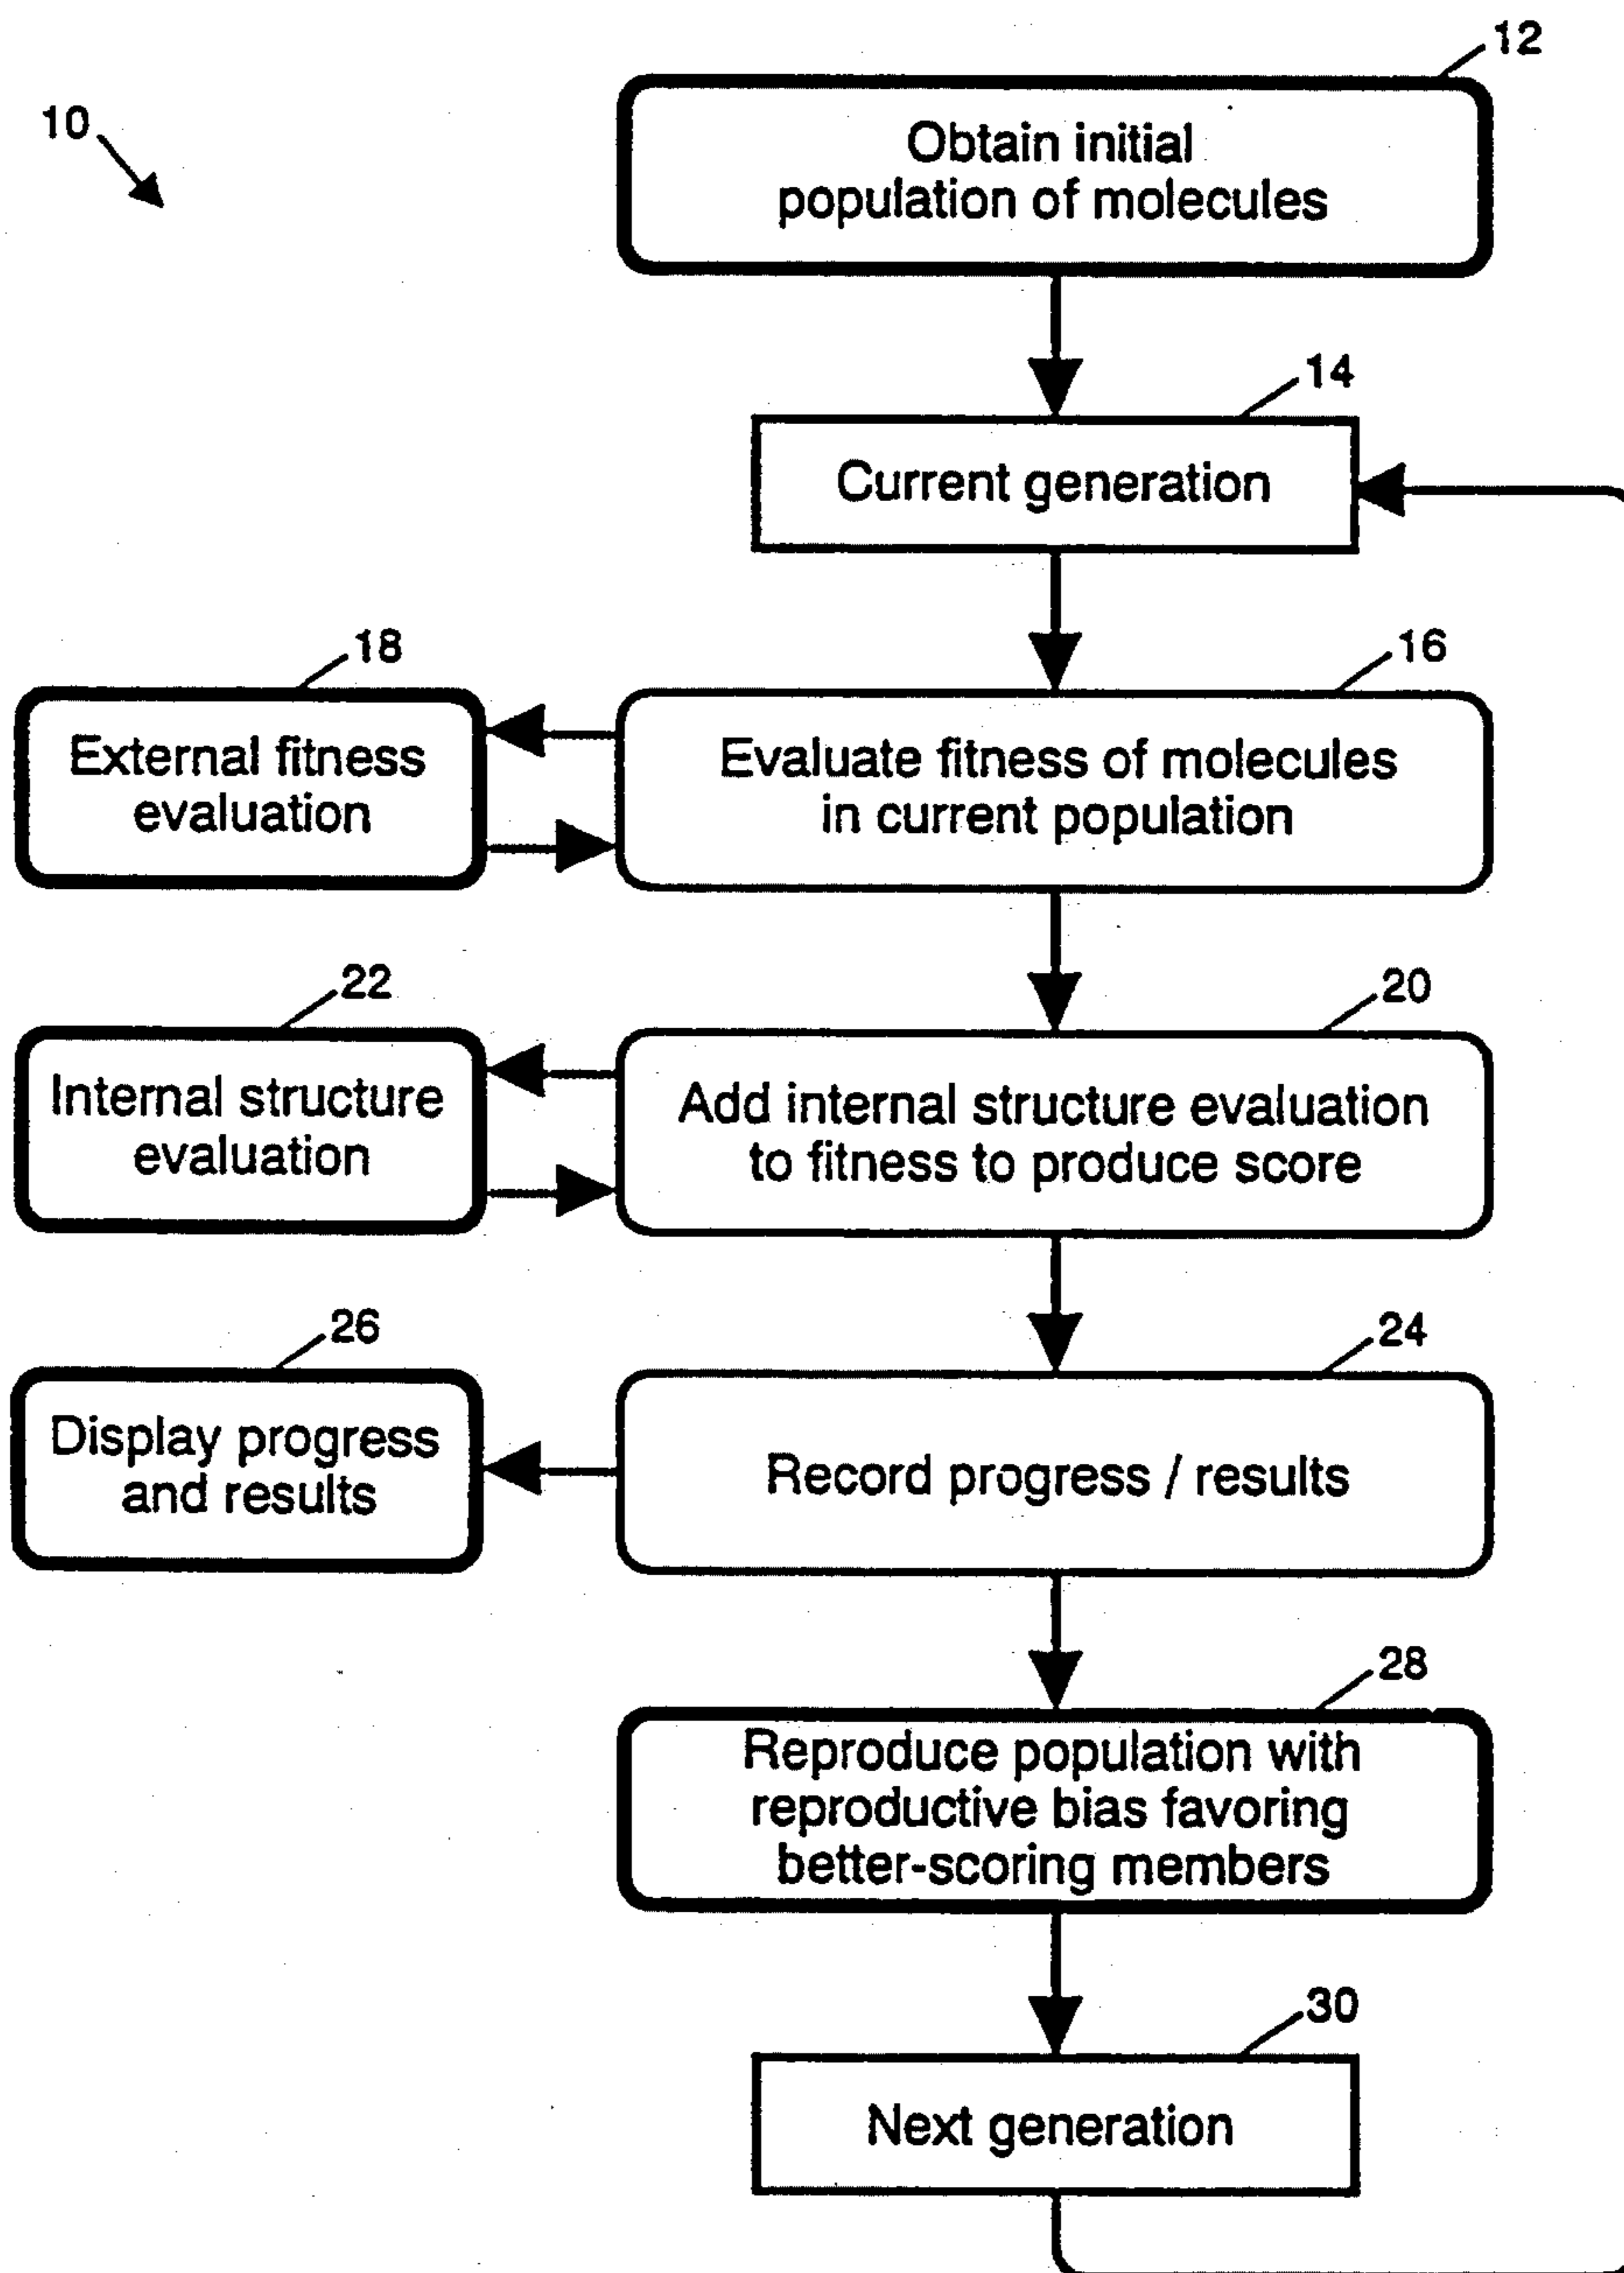 12
10
Obtain initial
population of molecules
14
Current generation
18
16
External fitness
evaluation
Evaluate fitness of molecules
in current population
22
20
Internal structure
evaluation
Add internal structure evaluation
to fitness to produce score
26
24
Display progress
and results
Record progress / results
28
Reproduce population with
reproductive bias favoring
better-scoring members
30
Next generation